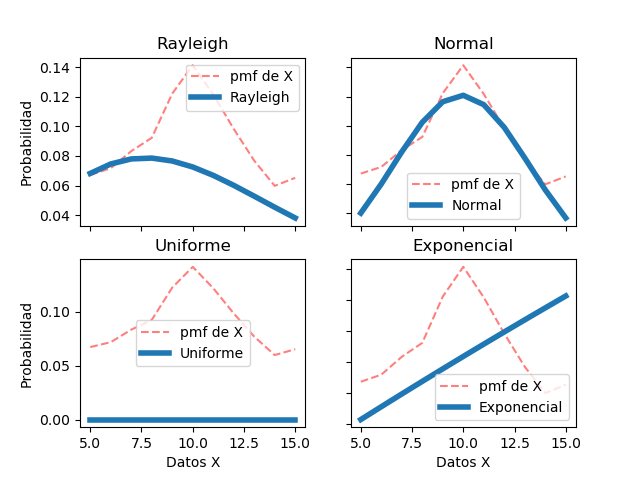 Rayleigh
Normal
0.14
0.12
0.10
0.08
0.06
0.04
Probabilidad
pmf de X
Rayleigh
pmf de X
Normal
Uniforme
Exponencial
0.10
0.05
0.00
Probabilidad
pmf de X
Uniforme
pmf de X
Exponencial
5.0 7.5 10.0 12.5 15.0
5.0 7.5 10.0 12.5 15.0
Datos X
Datos X